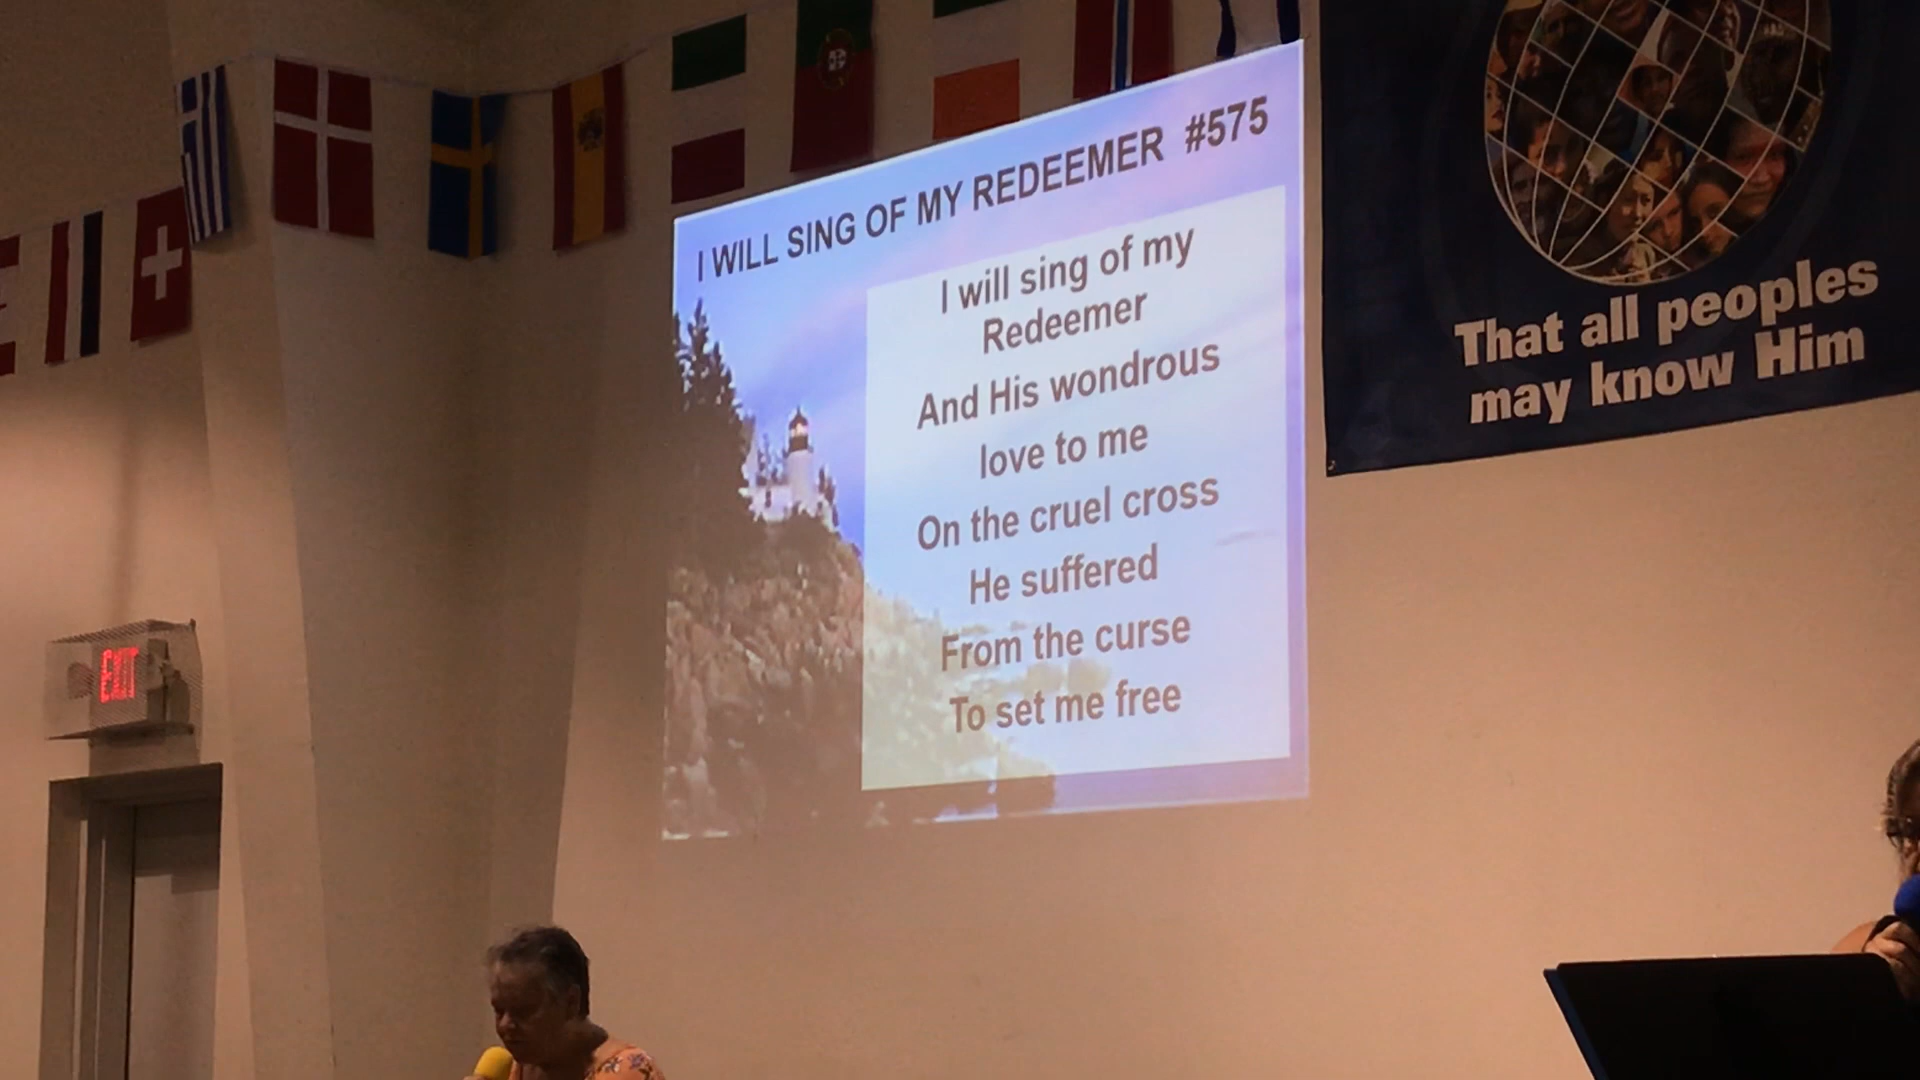 I WILL SING OF MY REDEEMER #575
I will sing of my
Redeemer
And His wondrous
love to me
On the cruel cross
He suffered
From the curse
To set me free
That all peoples
may know Him
EXIT